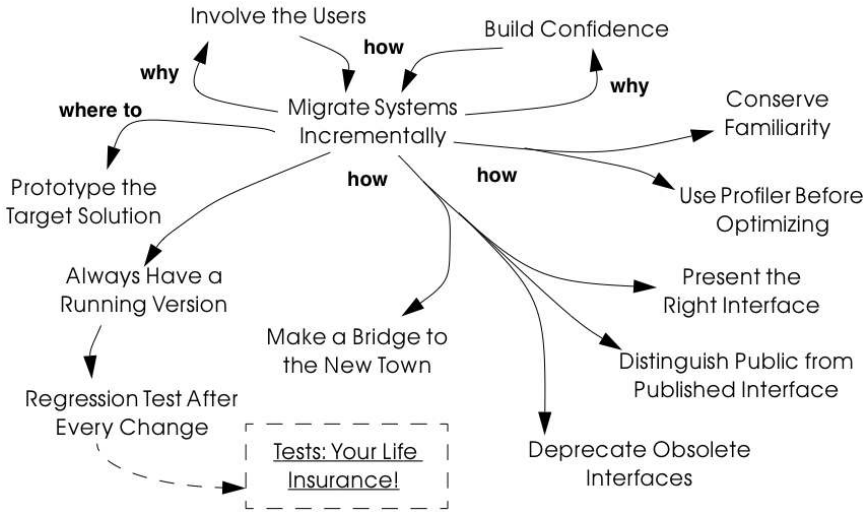 Involve the Users
how
Build Confidence
why
why
where to
Migrate Systems
Incrementally
Conserve
Familiarity
how
how
Prototype the
Target Solution
Use Profiler Before
Optimizing
Always Have a
Running Version
Present the
Right Interface
Make a Bridge to
the New Town
Distinguish Public from
Published Interface
Regression Test After
Every Change
Tests: Your Life
Insurance!
Deprecate Obsolete
Interfaces